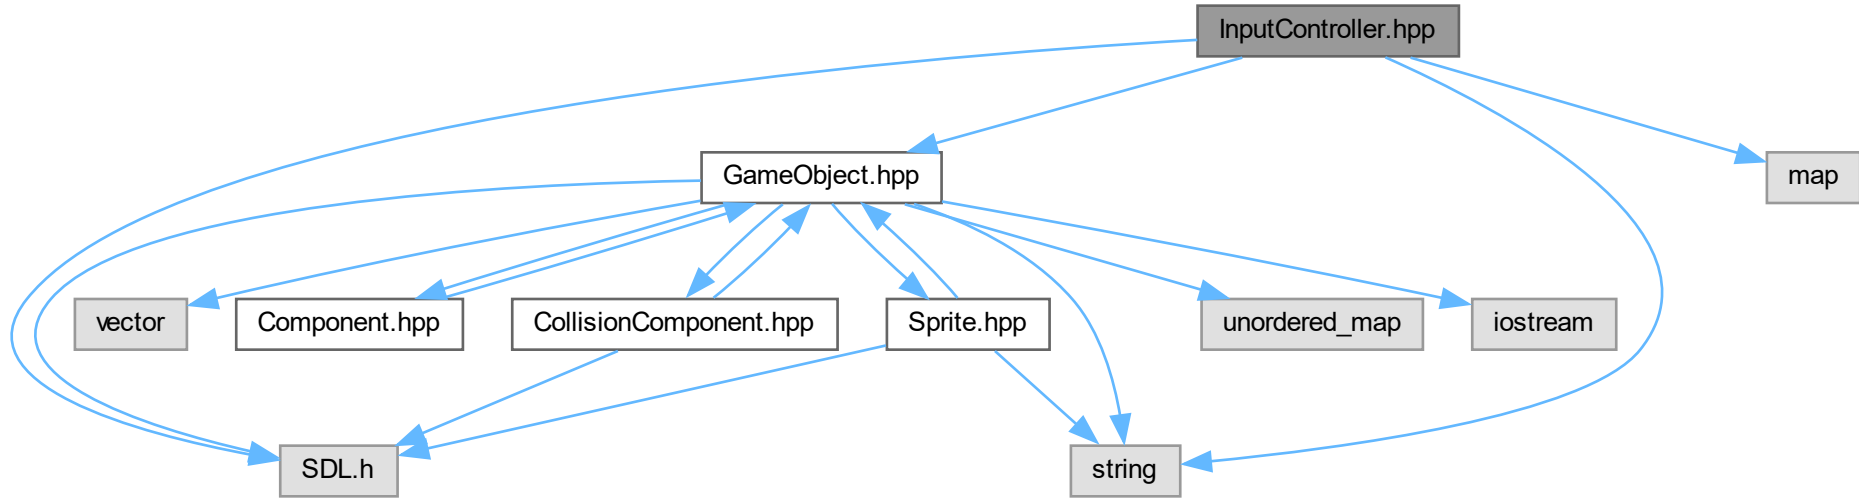 InputController.hpp
GameObject.hpp
map
vector
Component.hpp
CollisionComponent.hpp
Sprite.hpp
unordered_map
iostream
SDL.h
string